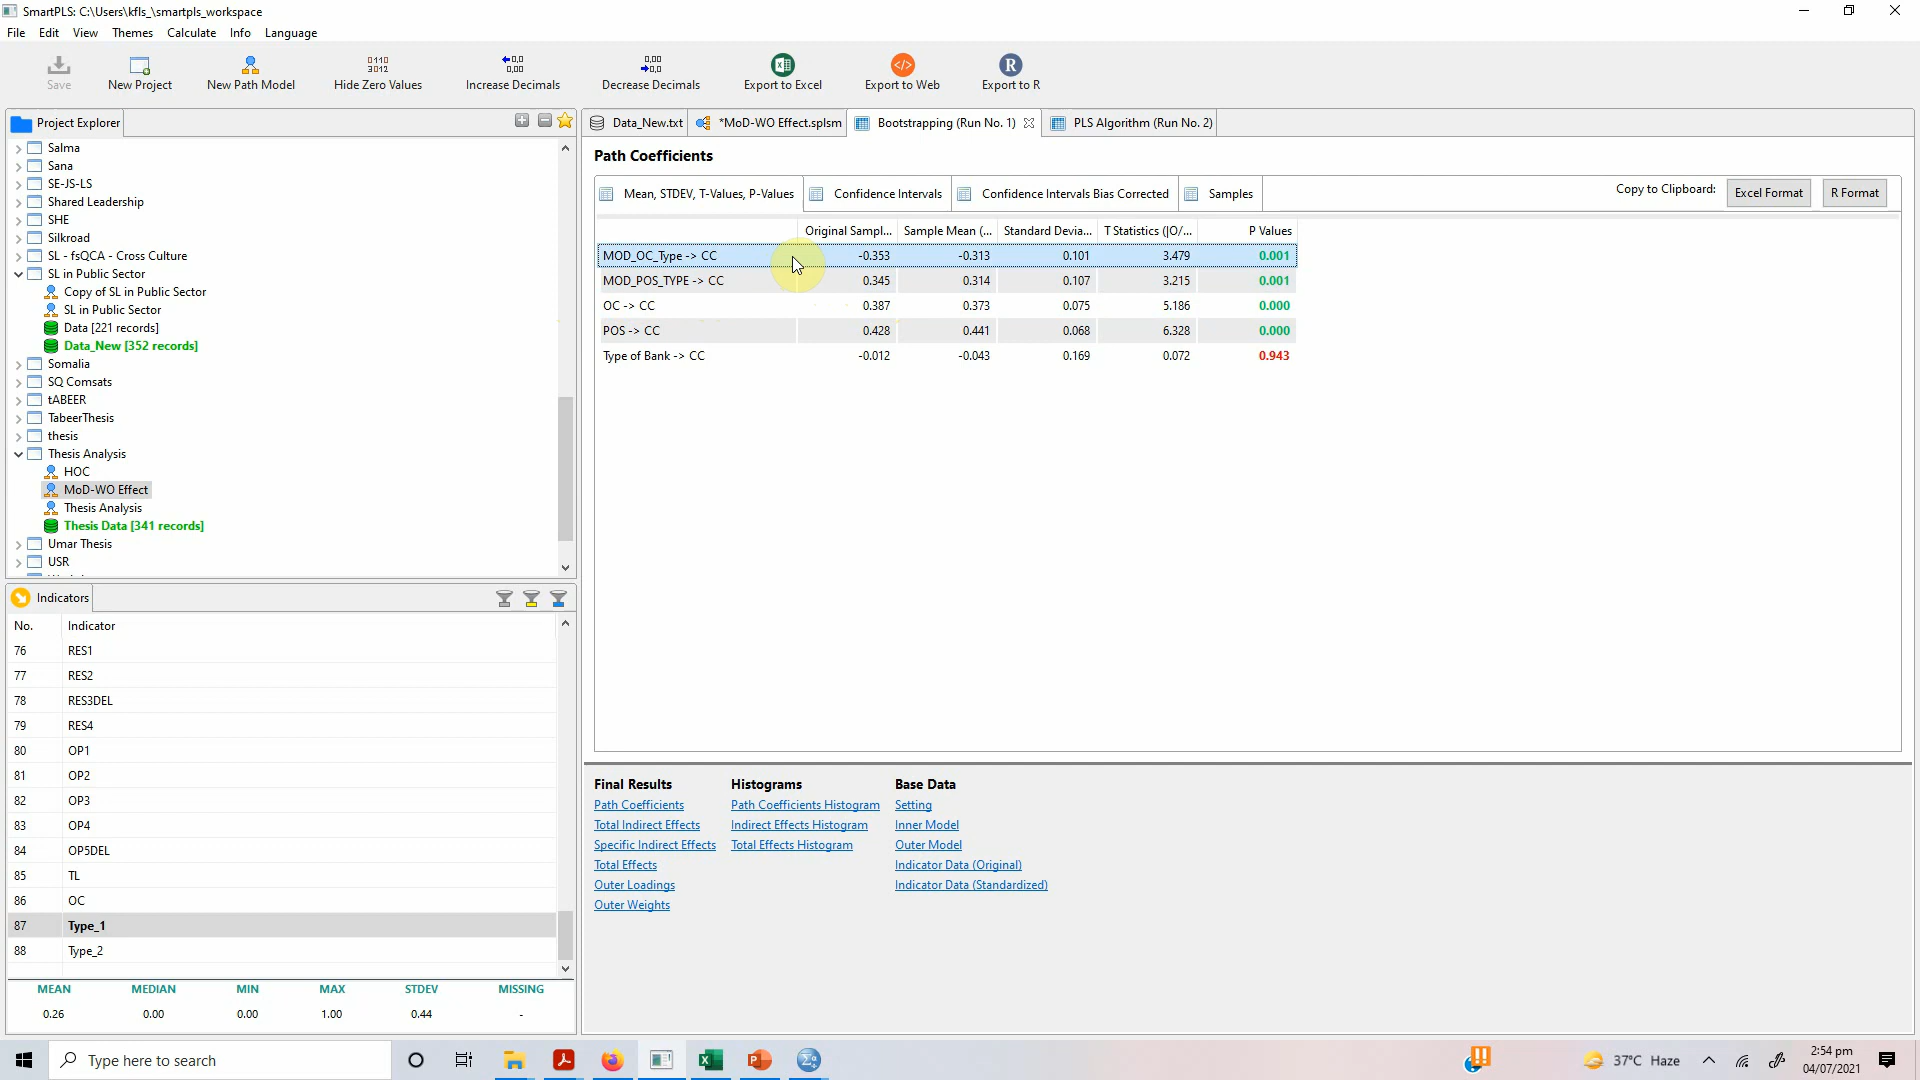 SmartPLS: C:\Users\kfls_\smartpls_workspace
File Edit View Themes Calculate Info Language
Save New Project New Path Model Hide Zero Values Increase Decimals Decrease Decimals Export to Excel Export to Web Export to R
Project Explorer
Salma
Sana
SE-JS-LS
Shared Leadership
SHE
Silkroad
SL - fsQCA - Cross Culture
SL in Public Sector
Copy of SL in Public Sector
SL in Public Sector
Data [221 records]
Data_New [352 records]
Somalia
SQ Comsats
tABEER
TabeerThesis
thesis
Thesis Analysis
HOC
MoD-WO Effect
Thesis Analysis
Thesis Data [341 records]
Umar Thesis
USR
Indicators
No. Indicator
76 RES1
77 RES2
78 RES3DEL
79 RES4
80 OP1
81 OP2
82 OP3
83 OP4
84 OP5DEL
85 TL
86 OC
87 Type_1
88 Type_2
MEAN MEDIAN MIN MAX STDEV MISSING
0.26 0.00 0.00 1.00 0.44 -
Data_New.txt *MoD-WO Effect.splsm Bootstrapping (Run No. 1) PLS Algorithm (Run No. 2)
Path Coefficients
Mean, STDEV, T-Values, P-Values Confidence Intervals Confidence Intervals Bias Corrected Samples Copy to Clipboard: Excel Format R Format
Original Sampl... Sample Mean (... Standard Devia... T Statistics (|O/... P Values
MOD_OC_Type -> CC -0.353 -0.313 0.101 3.479 0.001
MOD_POS_TYPE -> CC 0.345 0.314 0.107 3.215 0.001
OC -> CC 0.387 0.373 0.075 5.186 0.000
POS -> CC 0.428 0.441 0.068 6.328 0.000
Type of Bank -> CC -0.012 -0.043 0.169 0.072 0.943
Final Results Histograms Base Data
Path Coefficients Path Coefficients Histogram Setting
Total Indirect Effects Indirect Effects Histogram Inner Model
Specific Indirect Effects Total Effects Histogram Outer Model
Total Effects Indicator Data (Original)
Outer Loadings Indicator Data (Standardized)
Outer Weights
Type here to search
37°C Haze
2:54 pm
04/07/2021